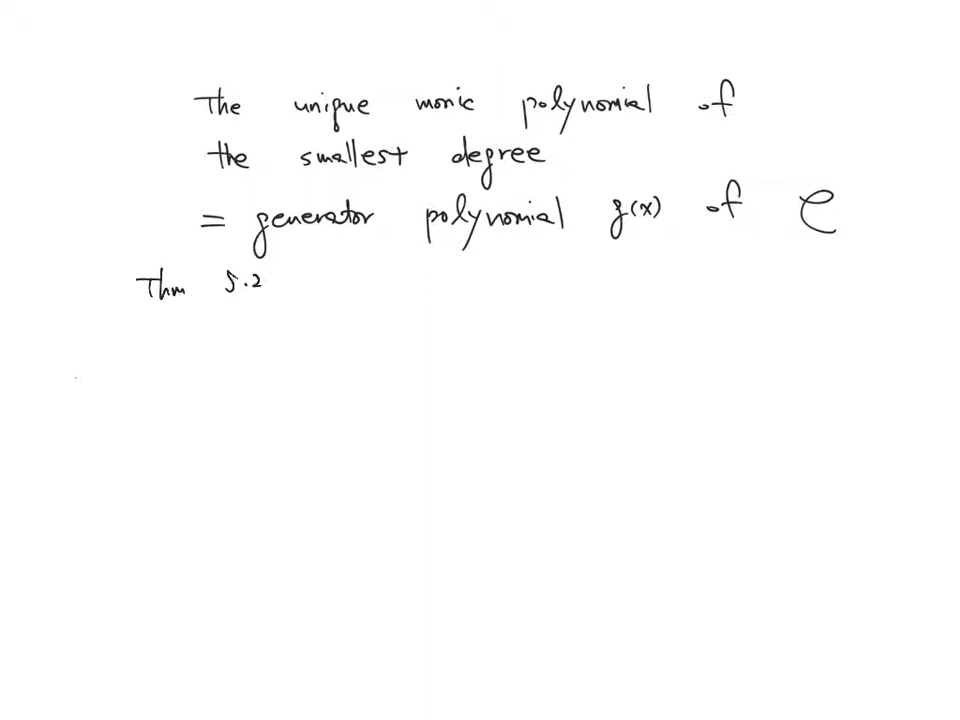 The unique monic polynomial of
the smallest degree
= generator polynomial g(x) of C
Thm 5.2